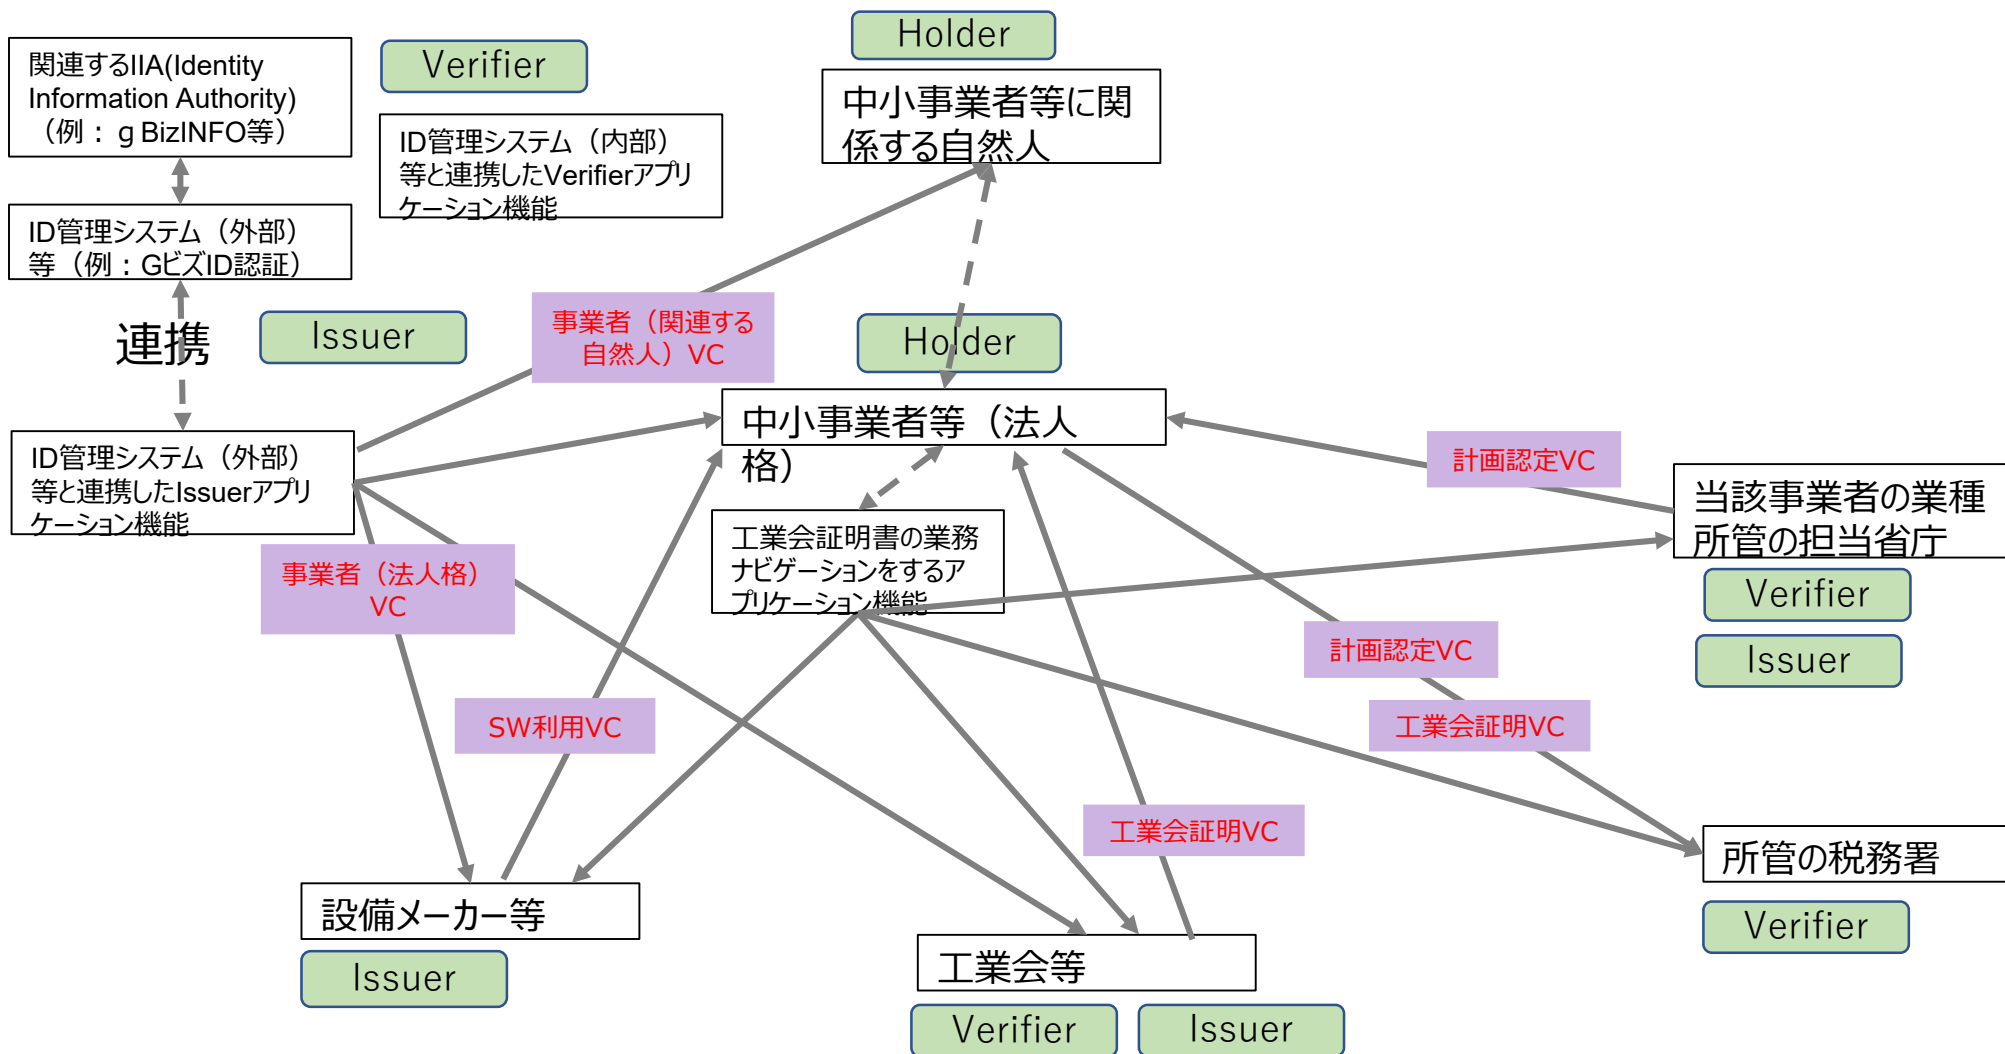 Holder
関連するIIA(Identity
Information Authority)
（例：ｇBizINFO等）
Verifier
中小事業者等に関
係する自然人
ID管理システム（内部）
等と連携したVerifierアプリ
ケーション機能
ID管理システム（外部）
等（例：GビズID認証）
連携
Issuer
事業者（関連する
自然人）VC
Holder
中小事業者等（法人
格）
ID管理システム（外部）
等と連携したIssuerアプリ
ケーション機能
計画認定VC
当該事業者の業種
所管の担当省庁
Verifier
Issuer
工業会証明書の業務
ナビゲーションをするア
プリケーション機能
事業者（法人格）
VC
計画認定VC
SW利用VC
工業会証明VC
工業会証明VC
所管の税務署
Verifier
設備メーカー等
Issuer
工業会等
Verifier
Issuer